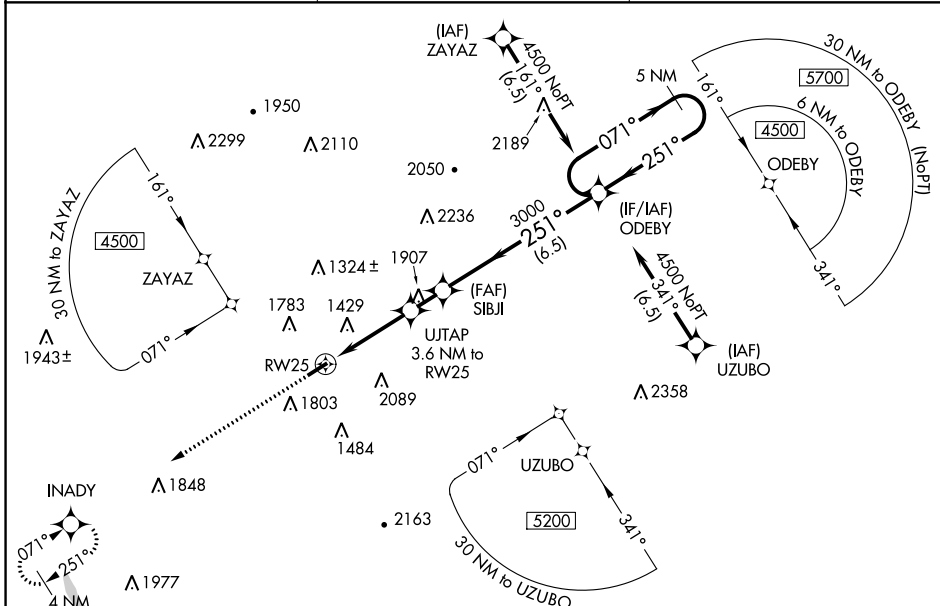 (IAF)
ZAYAZ
4500 NoPT
161°
(6.5)
30 NM to ODEBY
(NoPT)
5700
5 NM
161°
6 NM to ODEBY
4500
ODEBY
341°
1950
2299
2110
2189
071°
251°
2050
(IF/IAF)
ODEBY
3000
251°
(6.5)
2236
161°
30 NM to ZAYAZ
4500
ZAYAZ
071°
1324±
1907
(FAF)
SIBJI
4500 NoPT
341°
(6.5)
1783
1429
1943±
UJTAP
3.6 NM to
RW25
RW25
(IAF)
UZUBO
2089
2358
1803
1484
071°
UZUBO
341°
5200
30 NM to UZUBO
1848
INADY
071°
251°
4 NM
2163
1977